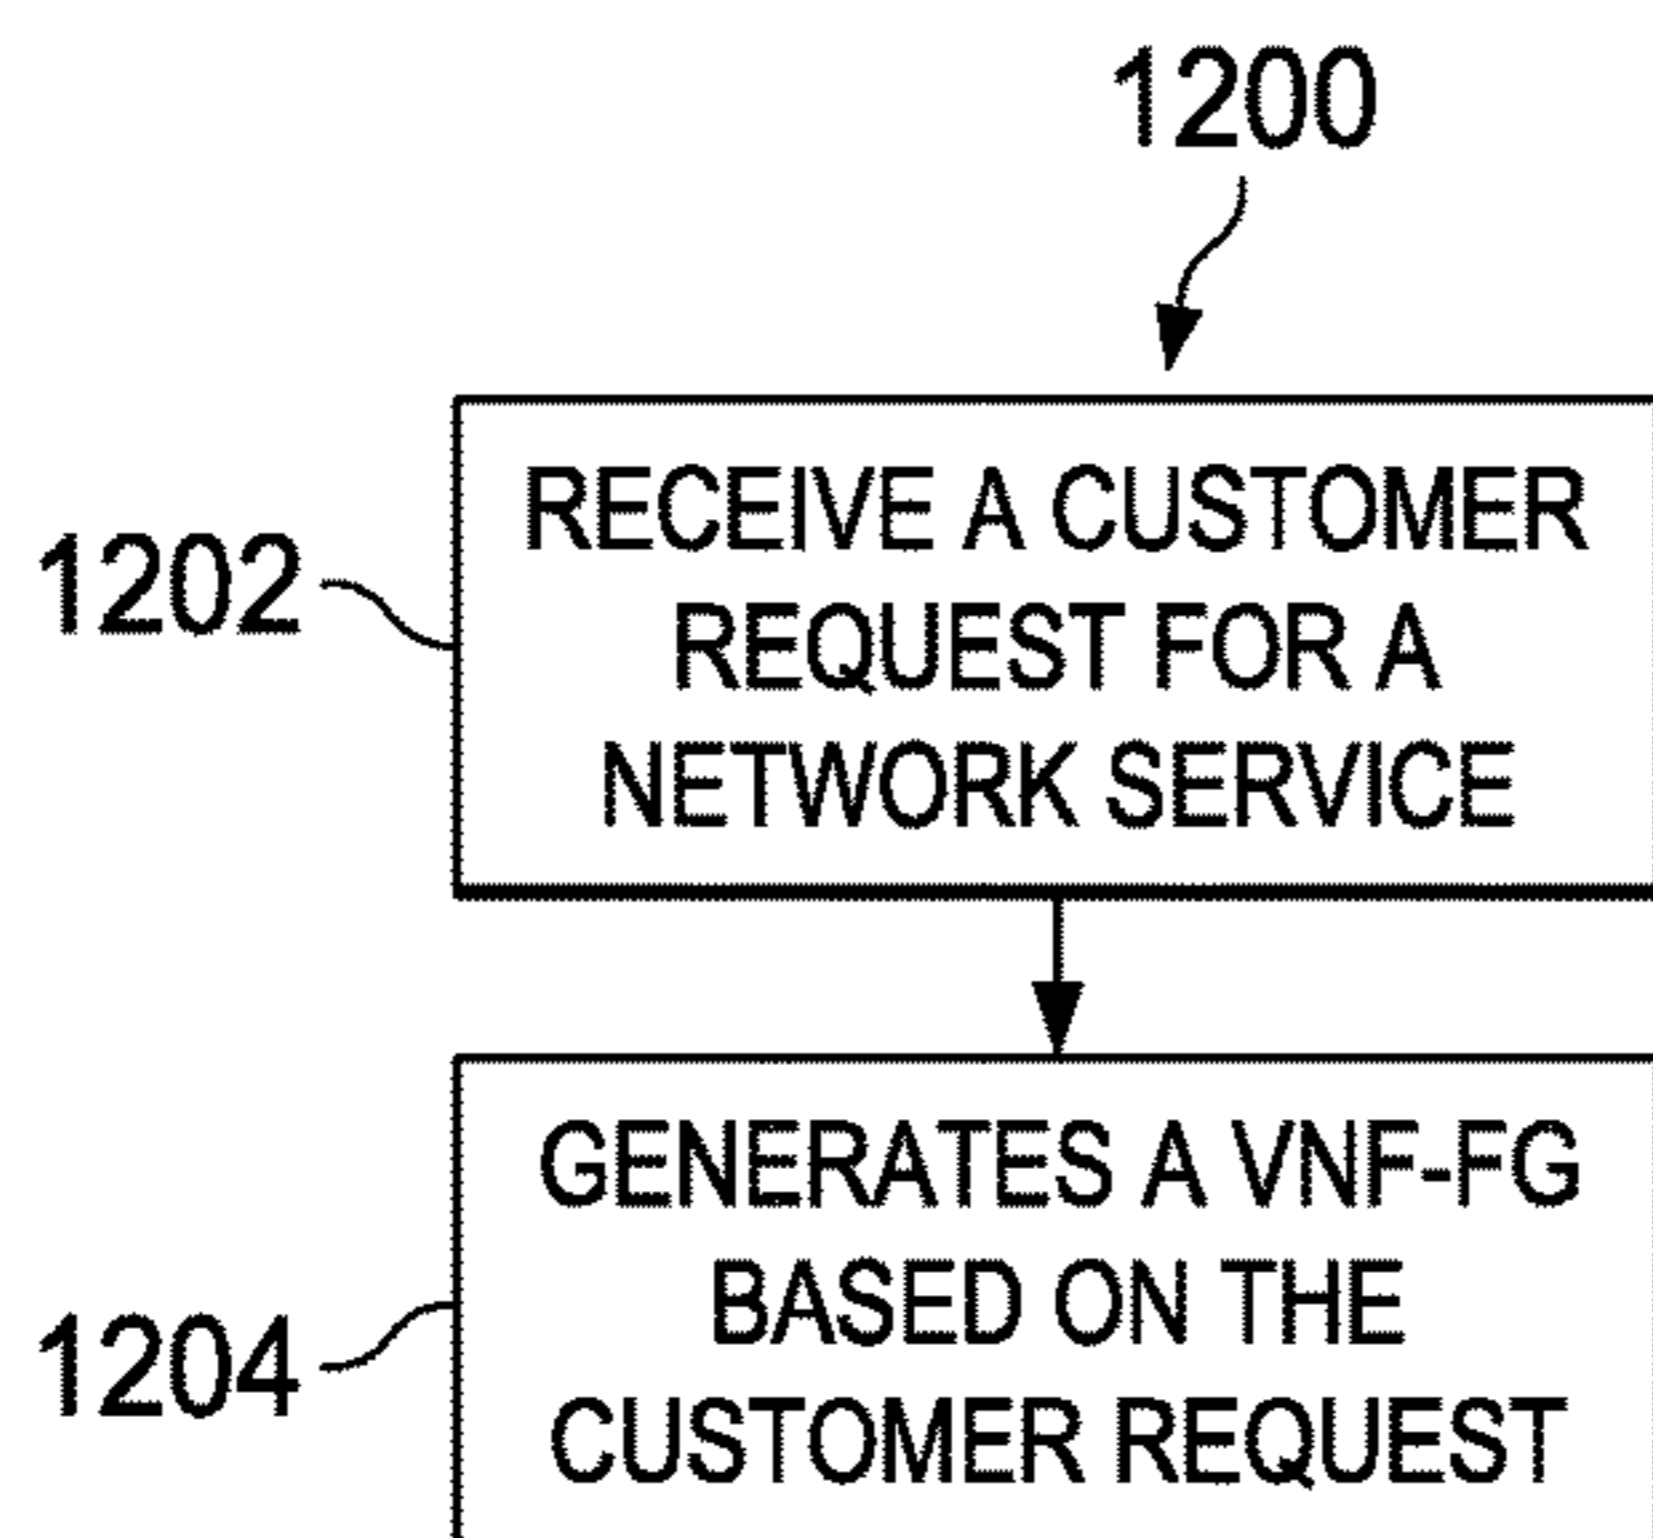 1200
1202
RECEIVE A CUSTOMER
REQUEST FOR A
NETWORK SERVICE
1204
GENERATES A VNF-FG
BASED ON THE
CUSTOMER REQUEST